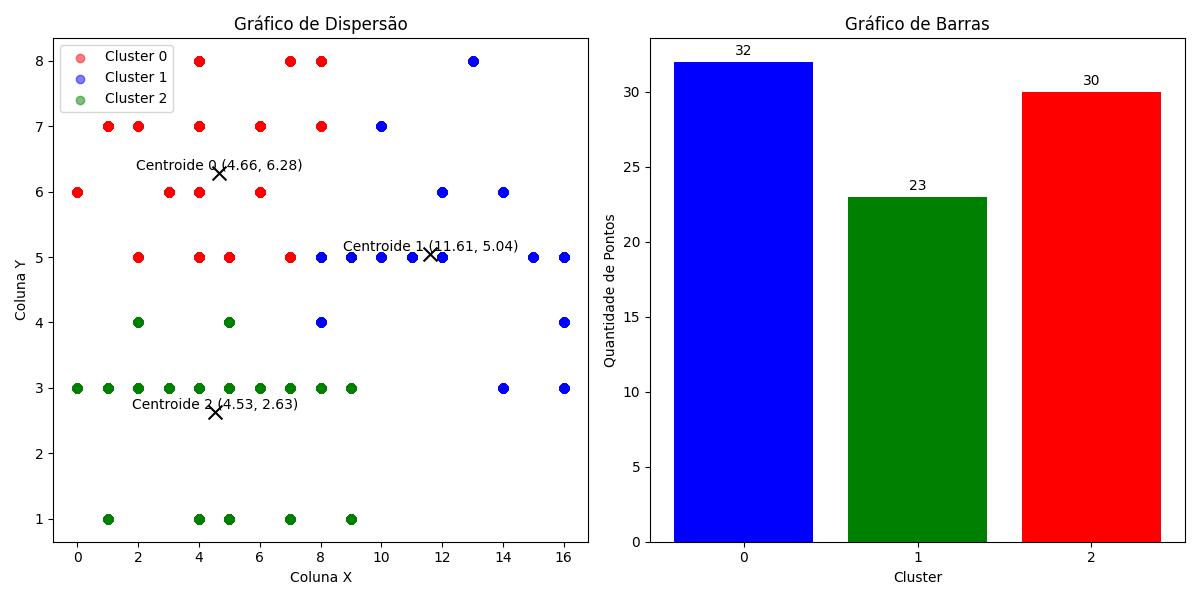 Gráfico de Dispersão
Cluster 0
Cluster 1
Cluster 2
Centroide 0 (4.66, 6.28)
Centroide 1 (11.61, 5.04)
Centroide 2 (4.53, 2.63)
8
7
6
5
4
3
2
1
Coluna Y
0 2 4 6 8 10 12 14 16
Coluna X
Gráfico de Barras
32
23
30
30
25
20
15
10
5
0
Quantidade de Pontos
0 1 2
Cluster